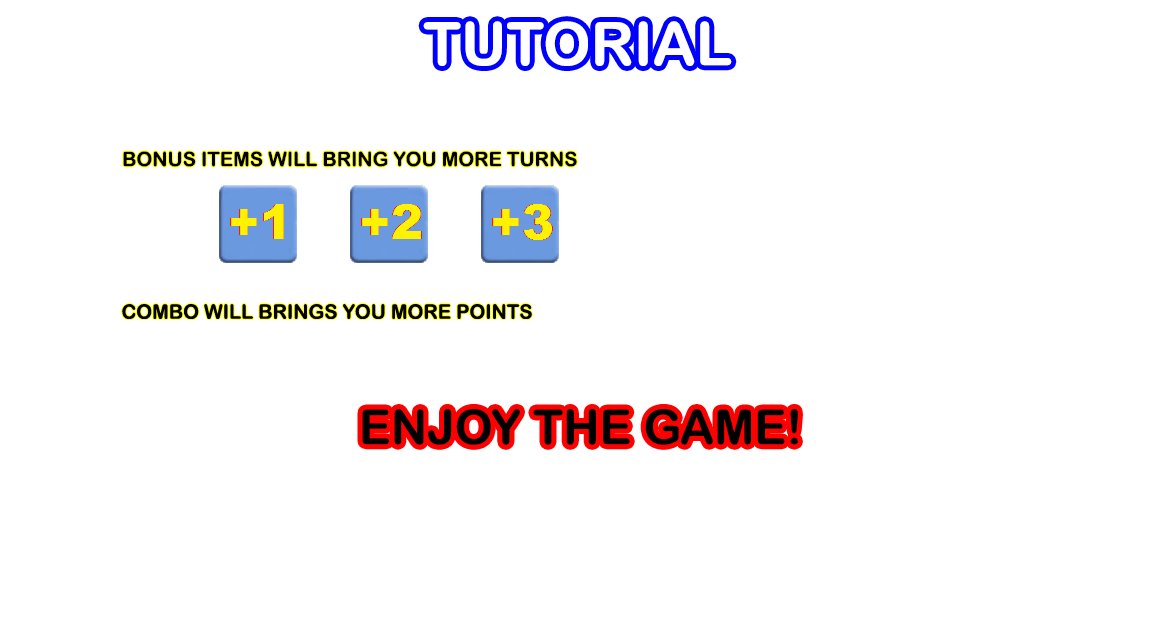 TUTORIAL
BONUS ITEMS WILL BRING YOU MORE TURNS
+1 +2 +3
COMBO WILL BRINGS YOU MORE POINTS
ENJOY THE GAME!